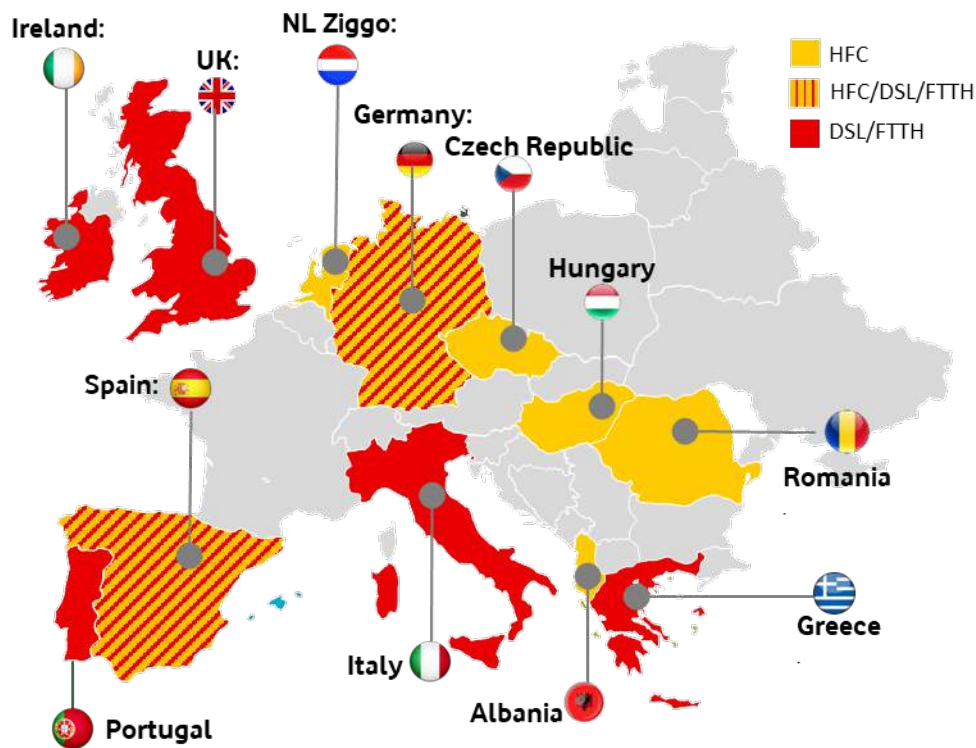 Ireland:
UK:
NL Ziggo:
Germany:
Czech Republic
HFC
HFC/DSL/FTTH
DSL/FTTH
Hungary
Spain:
Romania
Greece
Italy
Albania
Portugal